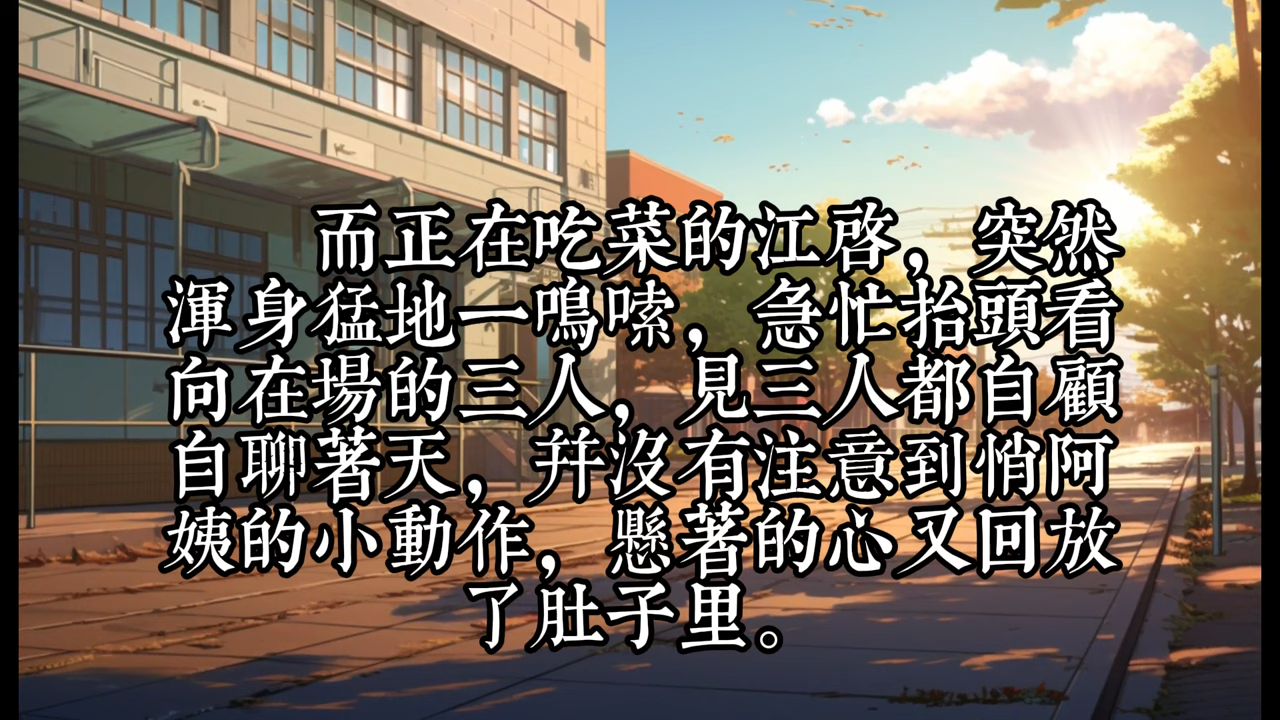 而正在吃菜的江啓，突然
渾身猛地一鳴嗦，急忙抬頭看
向在場的三人，見三人都自顧
自聊著天，并沒有注意到悄阿
姨的小動作，懸著的心又回放
了肚子里。